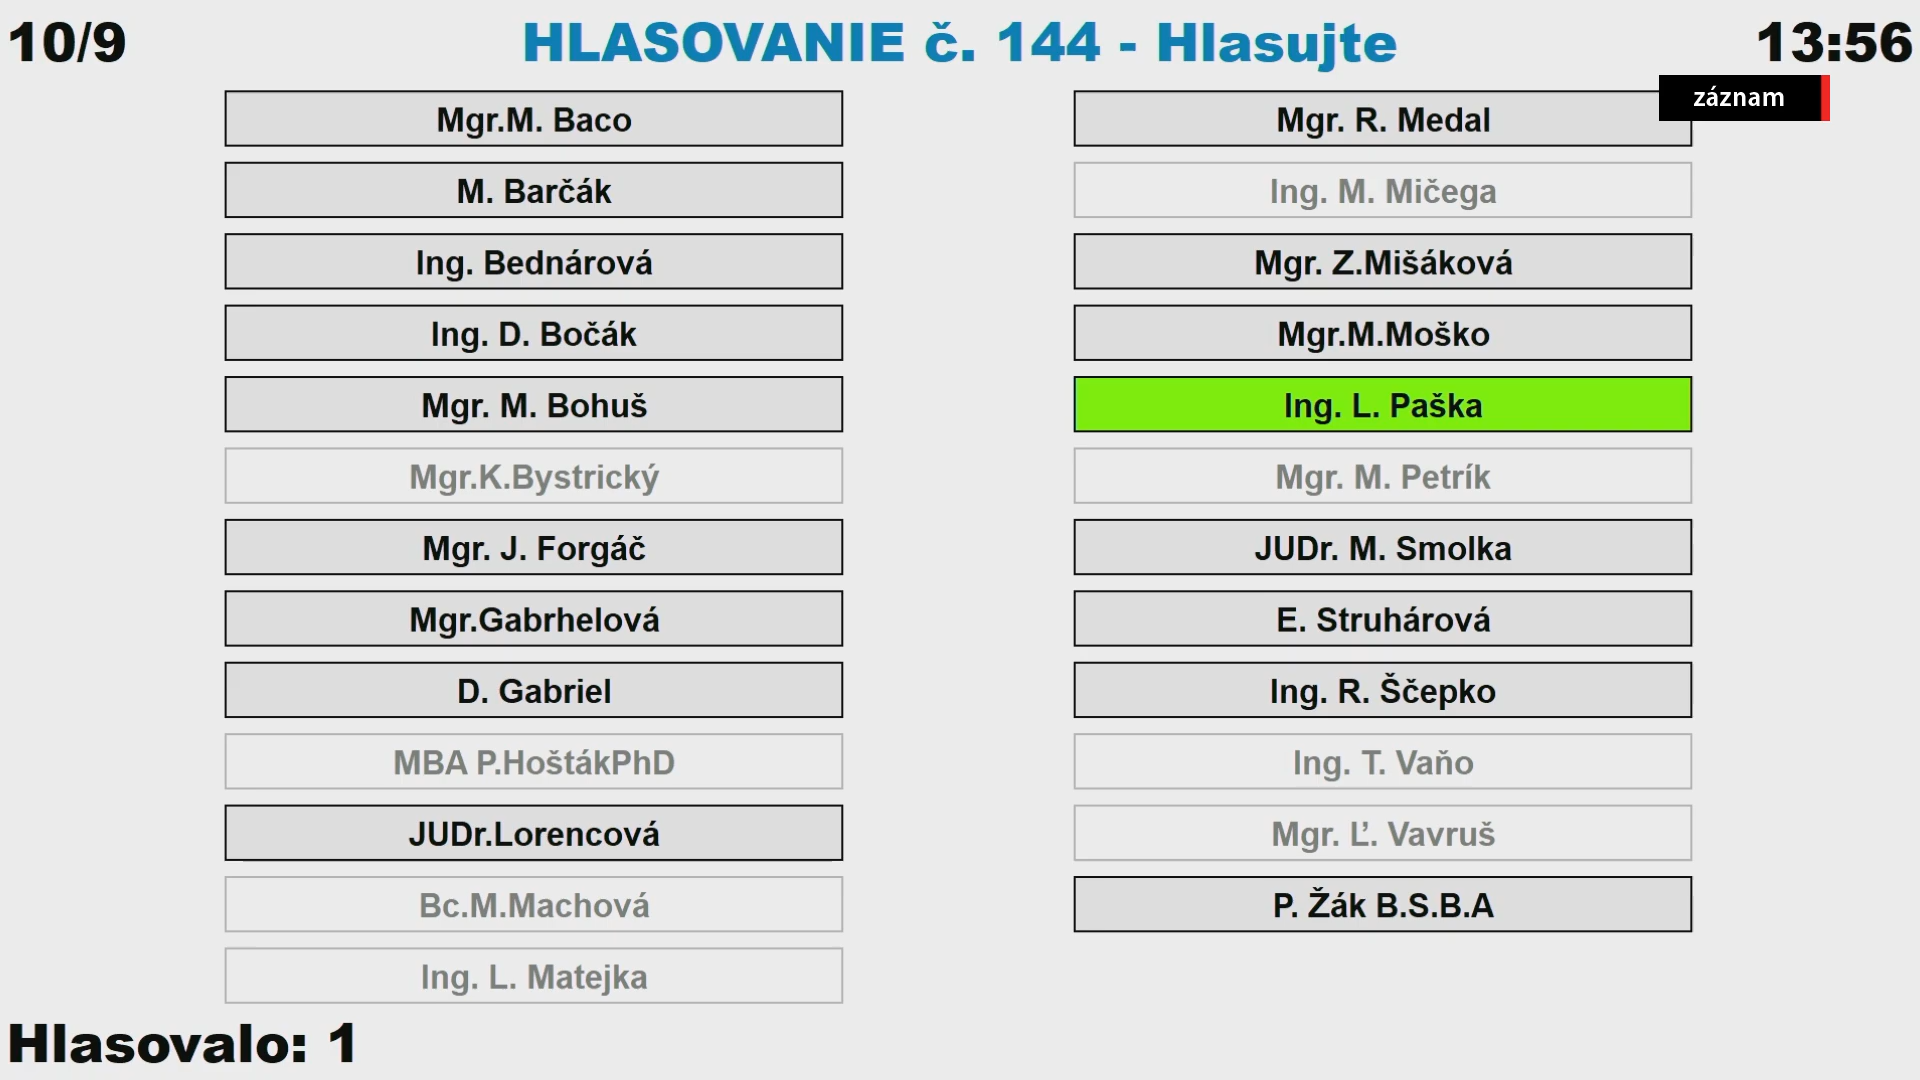 10/9
HLASOVANIE č. 144 - Hlasujte
13:56
záznam
Mgr.M. Baco
M. Barčák
Ing. Bednárová
Ing. D. Bočák
Mgr. M. Bohuš
Mgr.K.Bystrický
Mgr. J. Forgáč
Mgr.Gabrhelová
D. Gabriel
MBA P.HoštákPhD
JUDr.Lorencová
Bc.M.Machová
Ing. L. Matejka
Mgr. R. Medal
Ing. M. Mičega
Mgr. Z.Mišáková
Mgr.M.Moško
Ing. L. Paška
Mgr. M. Petrík
JUDr. M. Smolka
E. Struhárová
Ing. R. Ščepko
Ing. T. Vaňo
Mgr. Ľ. Vavruš
P. Žák B.S.B.A
Hlasovalo: 1